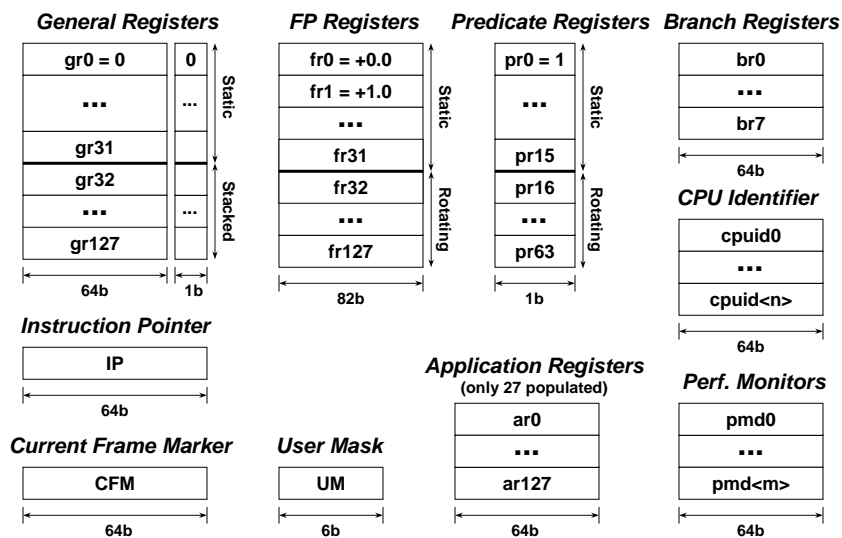 General Registers
gr0 = 0
0
...
...
gr31
gr32
...
...
gr127
Static
Stacked
64b
1b
FP Registers
fr0 = +0.0
fr1 = +1.0
...
fr31
fr32
...
fr127
Static
Rotating
82b
Predicate Registers
pr0 = 1
...
pr15
pr16
...
pr63
Static
Rotating
1b
Branch Registers
br0
...
br7
64b
CPU Identifier
cpuid0
...
cpuid<n>
64b
Instruction Pointer
IP
64b
Application Registers
(only 27 populated)
ar0
...
ar127
64b
Perf. Monitors
pmd0
...
pmd<m>
64b
Current Frame Marker
CFM
64b
User Mask
UM
6b